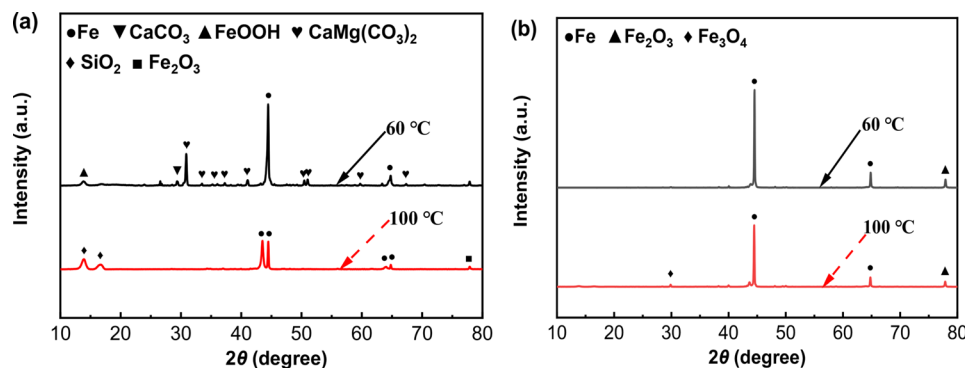 (a)
●Fe ▼CaCO₃ ▲FeOOH ♥ CaMg(CO₃)₂
♦SiO₂ ■ Fe₂O₃
60 ℃
100 ℃
Intensity (a.u.)
10 20 30 40 50 60 70 80
2θ (degree)
(b)
●Fe ▲Fe₂O₃ ♦Fe₃O₄
60 ℃
100 ℃
Intensity (a.u.)
10 20 30 40 50 60 70 80
2θ (degree)